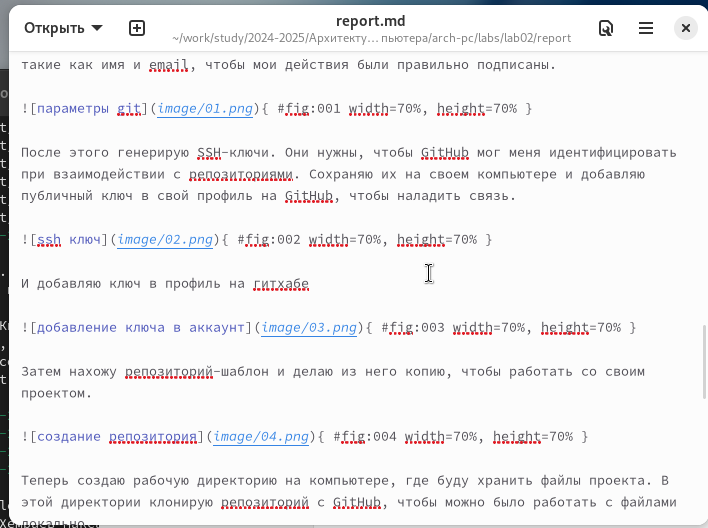 Открыть
report.md
~/work/study/2024-2025/Архитекту…пьютера/arch-pc/labs/lab02/report
такие как имя и email, чтобы мои действия были правильно подписаны.
![параметры git](image/01.png){ #fig:001 width=70%, height=70% }
После этого генерирую SSH-ключи. Они нужны, чтобы GitHub мог меня идентифицировать
при взаимодействии с репозиториями. Сохраняю их на своем компьютере и добавляю
публичный ключ в свой профиль на GitHub, чтобы наладить связь.
![ssh ключ](image/02.png){ #fig:002 width=70%, height=70% }
И добавляю ключ в профиль на гитхабе
![добавление ключа в аккаунт](image/03.png){ #fig:003 width=70%, height=70% }
Затем нахожу репозиторий-шаблон и делаю из него копию, чтобы работать со своим
проектом.
![создание репозитория](image/04.png){ #fig:004 width=70%, height=70% }
Теперь создаю рабочую директорию на компьютере, где буду хранить файлы проекта. В
этой директории клонирую репозиторий с GitHub, чтобы можно было работать с файлами
локально.